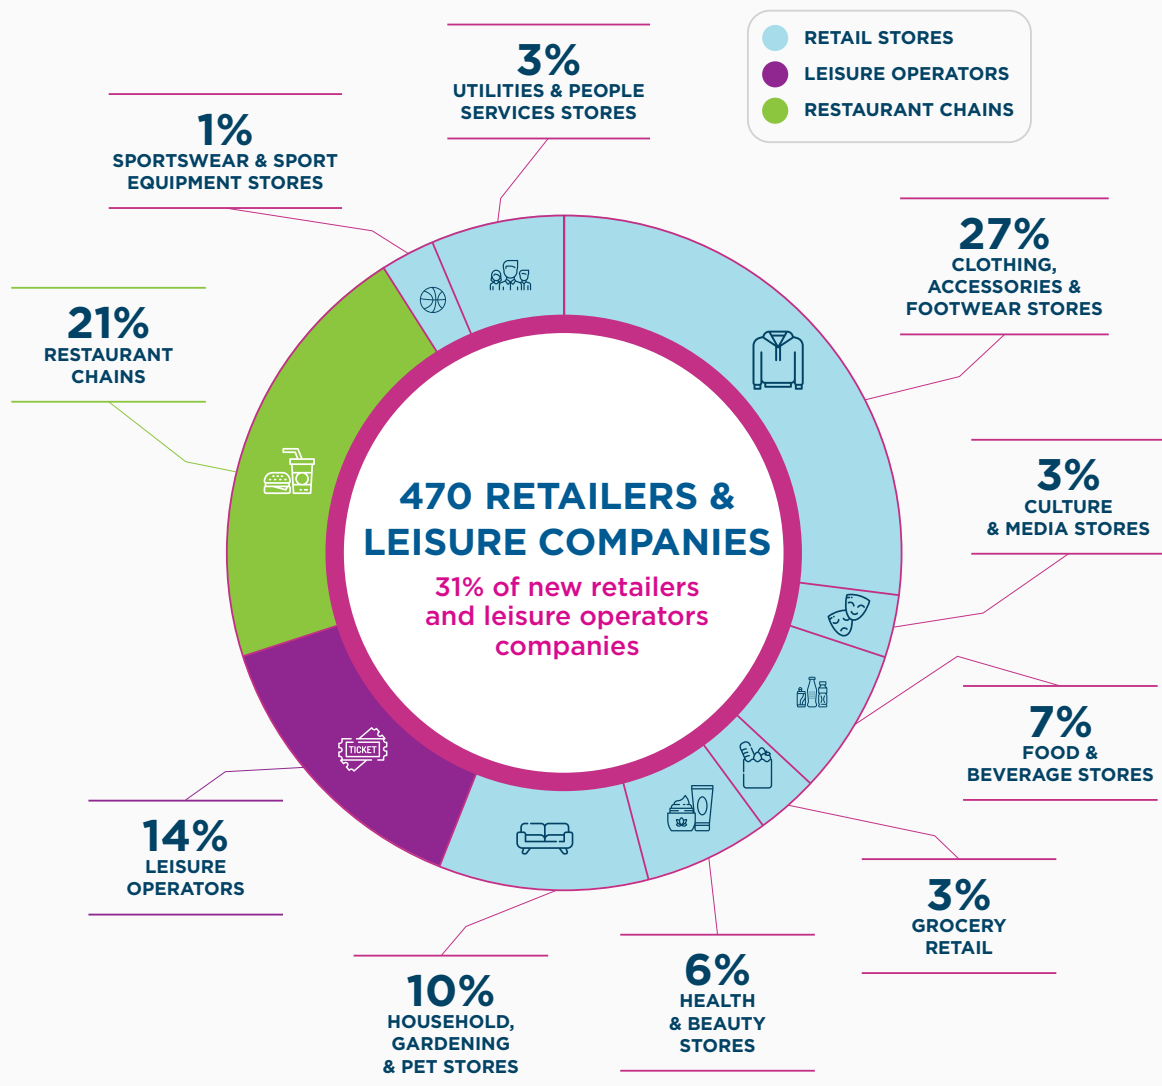 RETAIL STORES
LEISURE OPERATORS
RESTAURANT CHAINS
3%
UTILITIES & PEOPLE
SERVICES STORES
1%
SPORTSWEAR & SPORT
EQUIPMENT STORES
27%
CLOTHING,
ACCESSORIES &
FOOTWEAR STORES
21%
RESTAURANT
CHAINS
3%
CULTURE
& MEDIA STORES
470 RETAILERS &
LEISURE COMPANIES
31% of new retailers
and leisure operators
companies
7%
FOOD &
BEVERAGE STORES
TICKET
14%
LEISURE
OPERATORS
3%
GROCERY
RETAIL
6%
HEALTH
& BEAUTY
STORES
10%
HOUSEHOLD,
GARDENING
& PET STORES